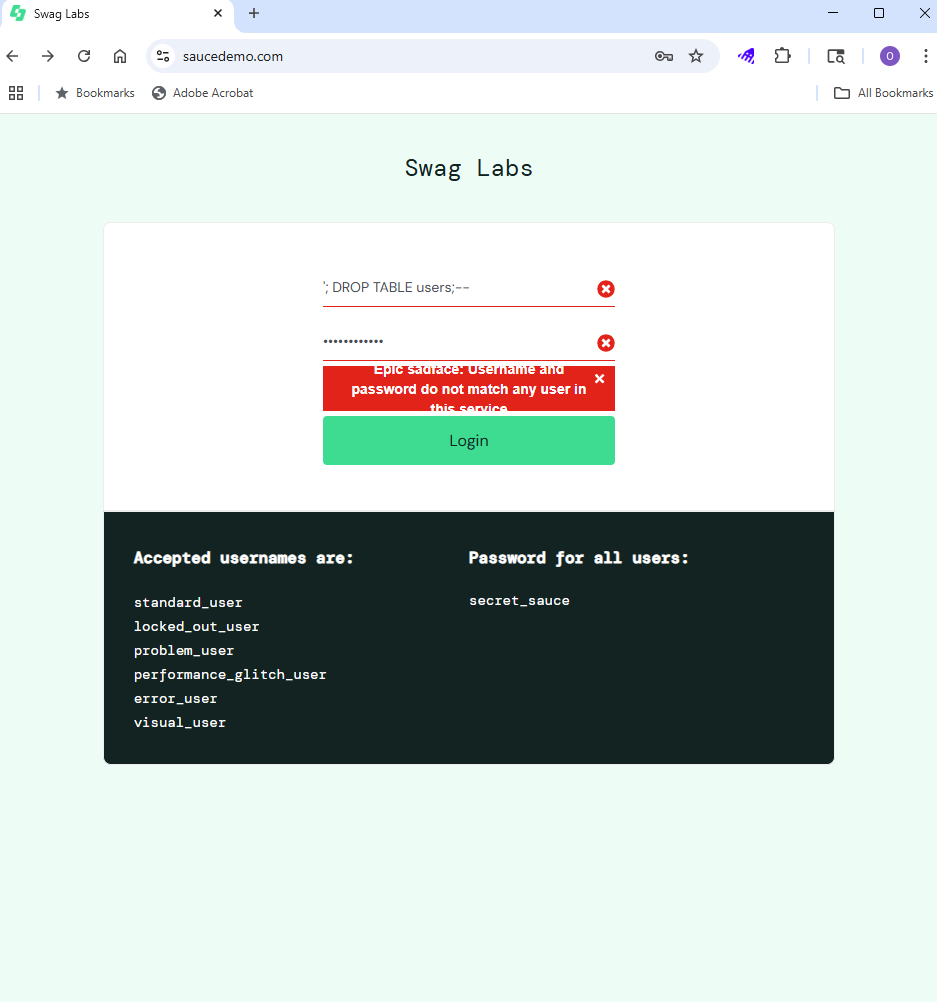 Swag Labs
saucedemo.com
O
Bookmarks
Adobe Acrobat
All Bookmarks
Swag Labs
'; DROP TABLE users;--
••••••••••••
Epic sadface: Username and
password do not match any user in
this service
Login
Accepted usernames are:
Password for all users:
standard_user
secret_sauce
locked_out_user
problem_user
performance_glitch_user
error_user
visual_user